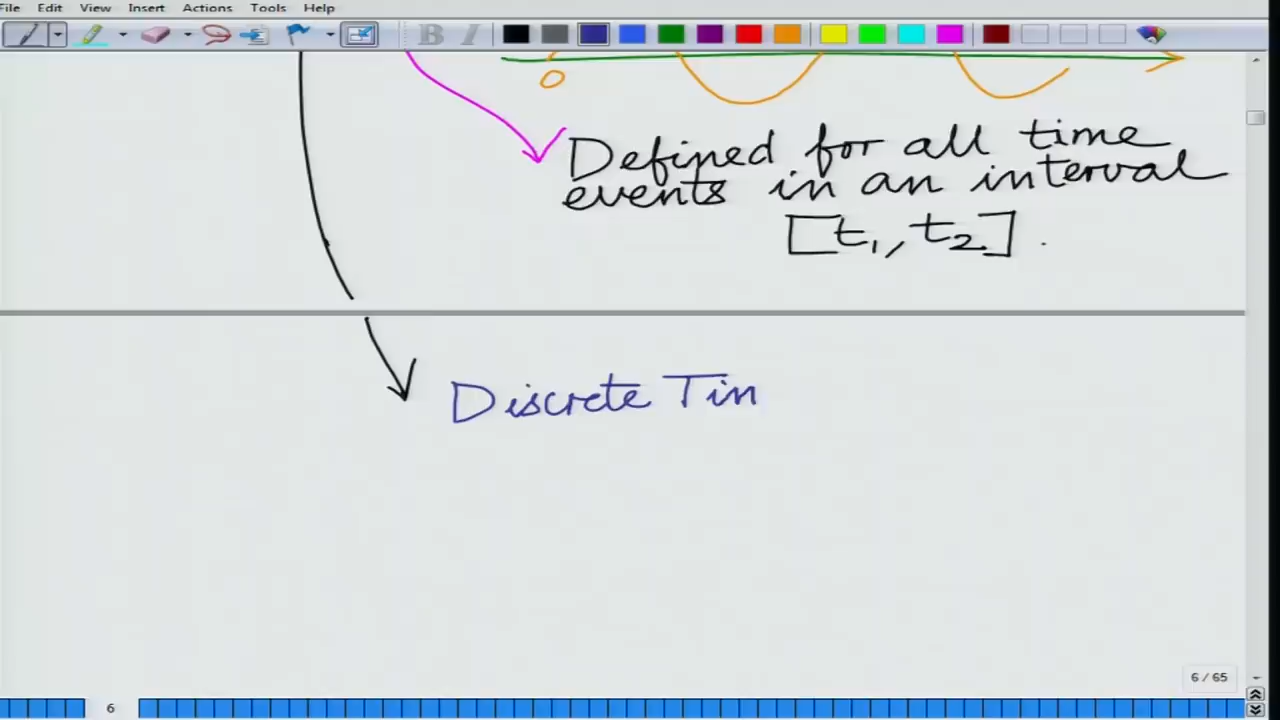 File Edit View Insert Actions Tools Help
B I
0
Defined for all time
events in an interval
[t1, t2].
Discrete Tin
6 / 65
6